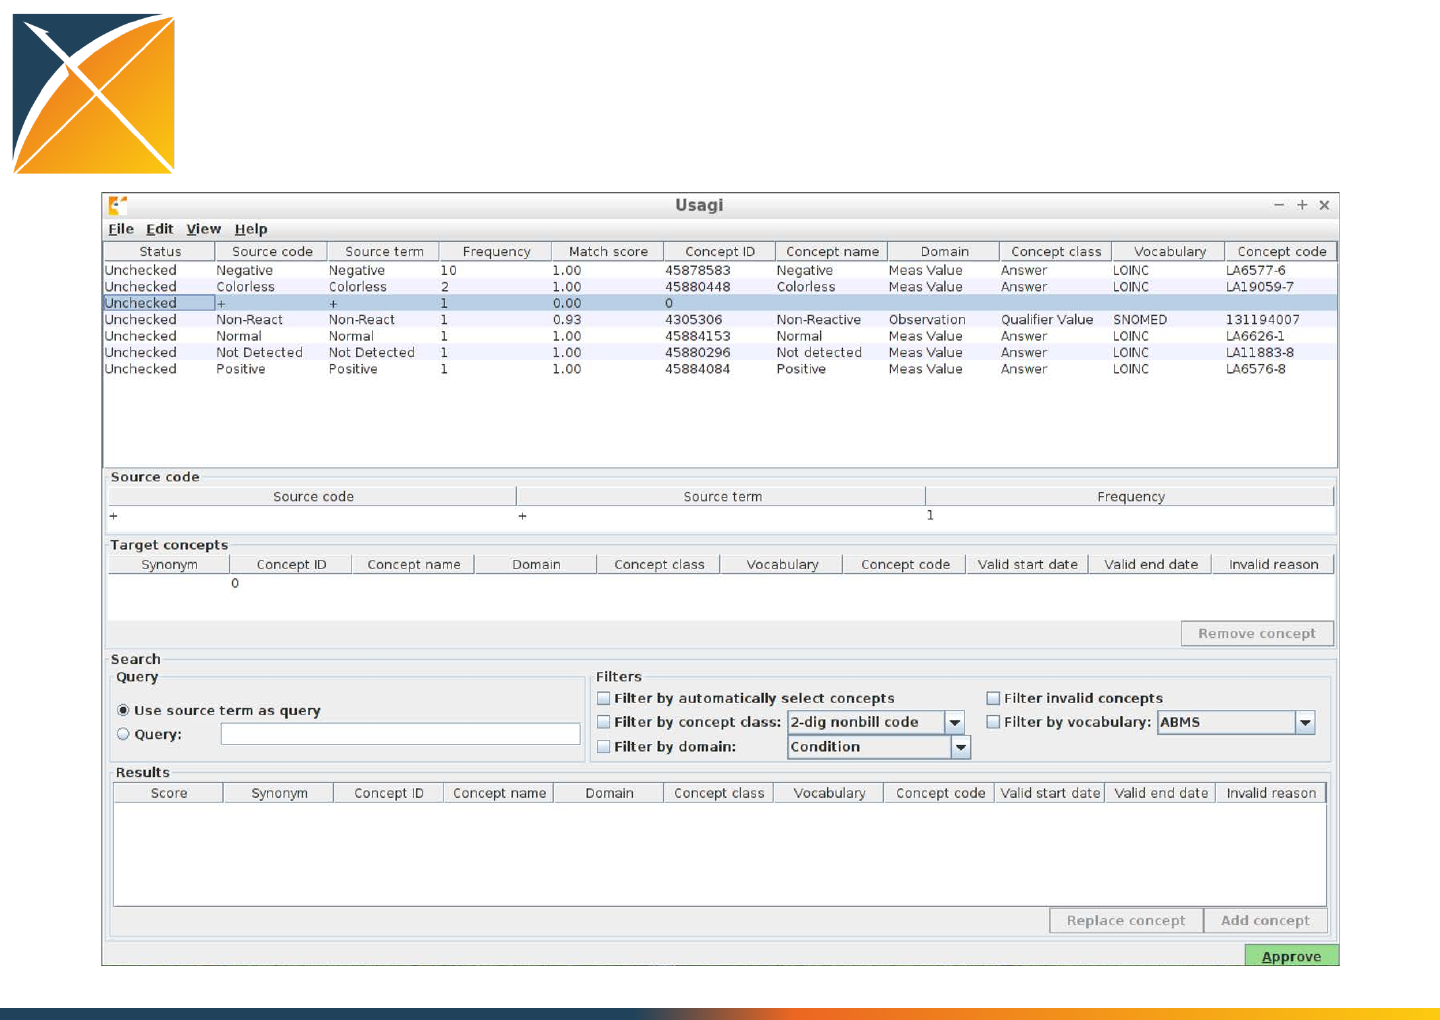 Usagi
File Edit View Help
Status Source code Source term Frequency Match score Concept ID Concept name Domain Concept class Vocabulary Concept code
Unchecked Negative Negative 10 1.00 45878583 Negative Meas Value Answer LOINC LA6577-6
Unchecked Colorless Colorless 2 1.00 45880448 Colorless Meas Value Answer LOINC LA19059-7
Unchecked + + 1 0.00 0
Unchecked Non-React Non-React 1 0.93 4305306 Non-Reactive Observation Qualifier Value SNOMED 131194007
Unchecked Normal Normal 1 1.00 45884153 Normal Meas Value Answer LOINC LA6626-1
Unchecked Not Detected Not Detected 1 1.00 45880296 Not detected Meas Value Answer LOINC LA11883-8
Unchecked Positive Positive 1 1.00 45884084 Positive Meas Value Answer LOINC LA6576-8
Source code
Source code Source term Frequency
+ + 1
Target concepts
Synonym Concept ID Concept name Domain Concept class Vocabulary Concept code Valid start date Valid end date Invalid reason
0
Remove concept
Search
Query
Use source term as query
Query:
Filters
Filter by automatically select concepts Filter invalid concepts
Filter by concept class: 2-dig nonbill code Filter by vocabulary: ABMS
Filter by domain: Condition
Results
Score Synonym Concept ID Concept name Domain Concept class Vocabulary Concept code Valid start date Valid end date Invalid reason
Replace concept Add concept
Approve